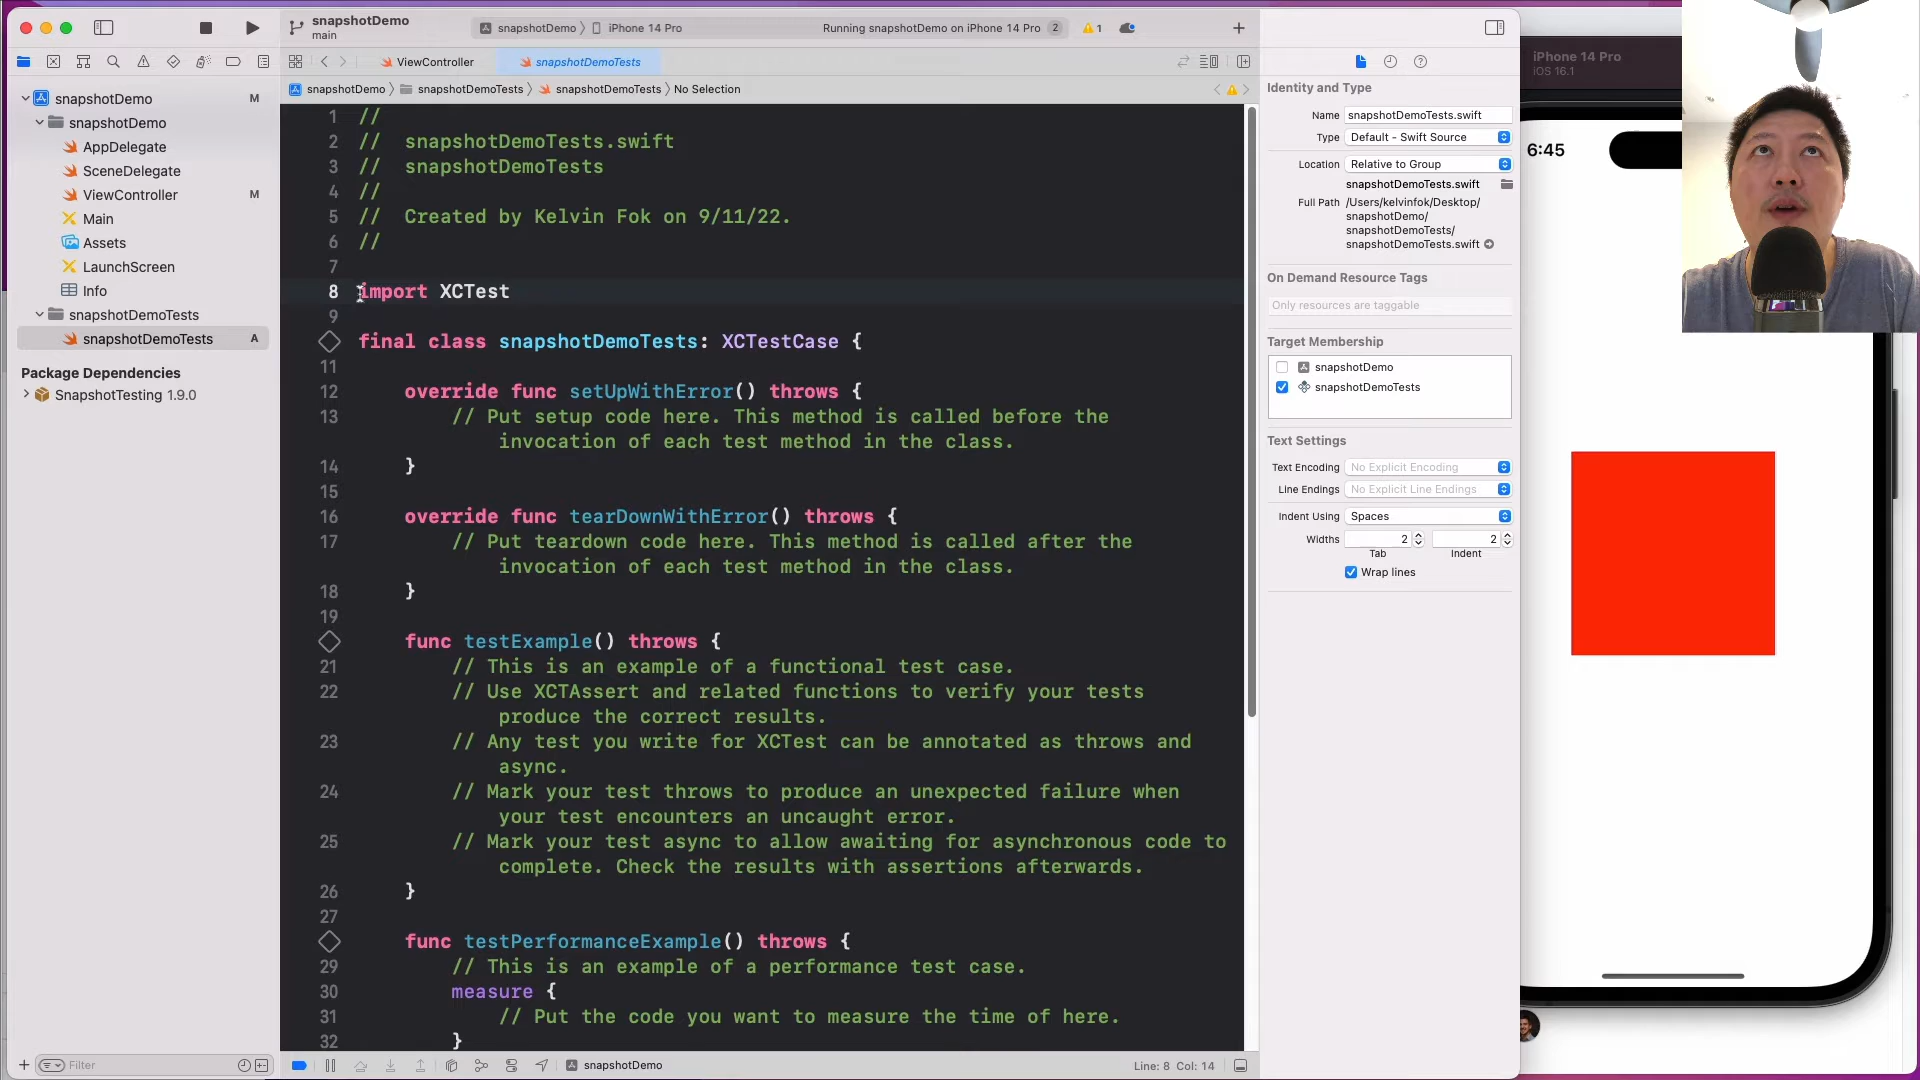 snapshotDemo
main
snapshotDemo
iPhone 14 Pro
Running snapshotDemo on iPhone 14 Pro
2
1
iPhone 14 Pro
iOS 16.1
ViewController
snapshotDemoTests
snapshotDemo
snapshotDemoTests
snapshotDemoTests
No Selection
snapshotDemo M
snapshotDemo
AppDelegate
SceneDelegate
ViewController M
Main
Assets
LaunchScreen
Info
snapshotDemoTests
snapshotDemoTests A
Package Dependencies
SnapshotTesting 1.9.0
Filter
1 //
2 // snapshotDemoTests.swift
3 // snapshotDemoTests
4 //
5 // Created by Kelvin Fok on 9/11/22.
6 //
7
8 import XCTest
9
final class snapshotDemoTests: XCTestCase {
11
12 override func setUpWithError() throws {
13 // Put setup code here. This method is called before the
invocation of each test method in the class.
14 }
15
16 override func tearDownWithError() throws {
17 // Put teardown code here. This method is called after the
invocation of each test method in the class.
18 }
19
func testExample() throws {
21 // This is an example of a functional test case.
22 // Use XCTAssert and related functions to verify your tests
produce the correct results.
23 // Any test you write for XCTest can be annotated as throws and
async.
24 // Mark your test throws to produce an unexpected failure when
your test encounters an uncaught error.
25 // Mark your test async to allow awaiting for asynchronous code to
complete. Check the results with assertions afterwards.
26 }
27
func testPerformanceExample() throws {
29 // This is an example of a performance test case.
30 measure {
31 // Put the code you want to measure the time of here.
32 }
snapshotDemo
Line: 8 Col: 14
Identity and Type
Name snapshotDemoTests.swift
Type Default - Swift Source
Location Relative to Group
snapshotDemoTests.swift
Full Path /Users/kelvinfok/Desktop/
snapshotDemo/
snapshotDemoTests/
snapshotDemoTests.swift
On Demand Resource Tags
Only resources are taggable
Target Membership
snapshotDemo
snapshotDemoTests
Text Settings
Text Encoding No Explicit Encoding
Line Endings No Explicit Line Endings
Indent Using Spaces
Widths 2 2
Tab Indent
Wrap lines
6:45